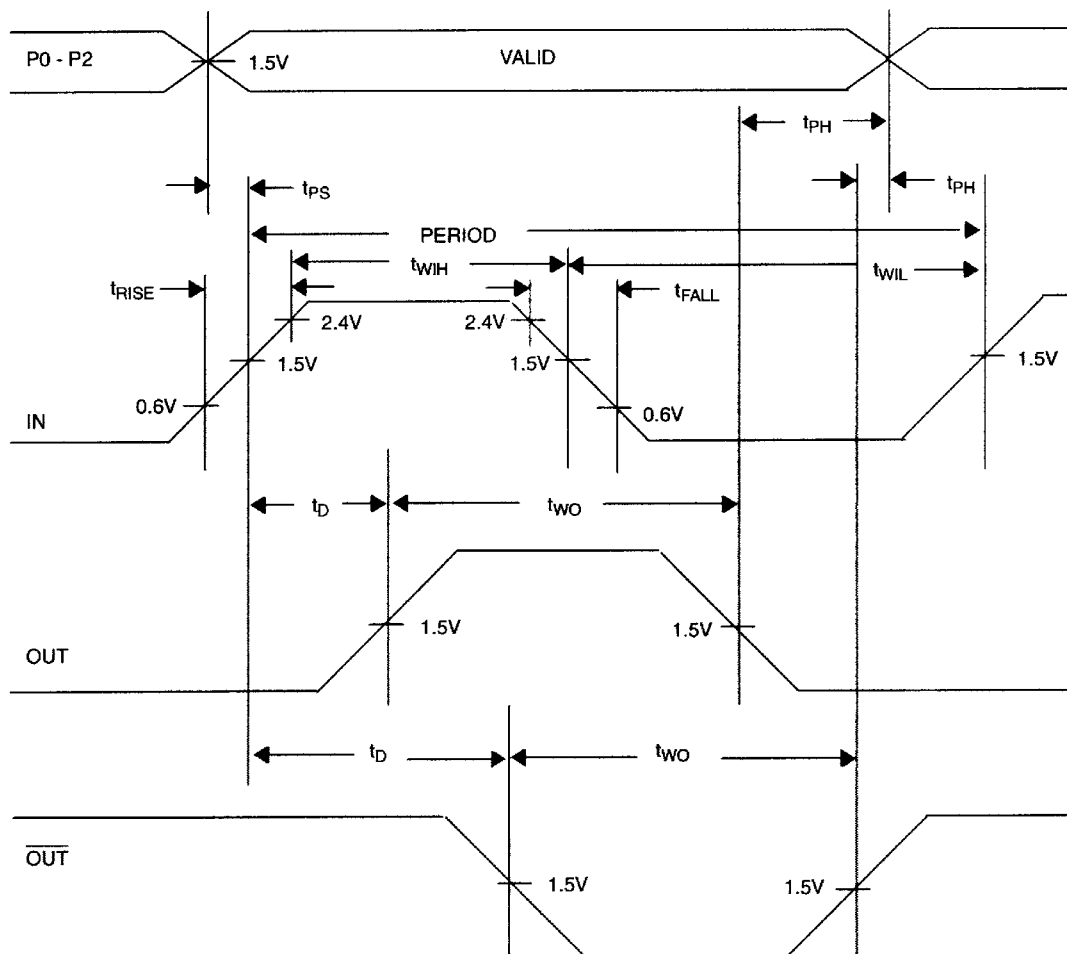 P0 - P2 1.5V VALID
tPH
tPS tPH
PERIOD
tWIH tWIL
tRISE tFALL
2.4V 2.4V
1.5V 1.5V 1.5V
0.6V 0.6V
IN
tD tWO
1.5V 1.5V
OUT
tD tWO
OUT
1.5V 1.5V